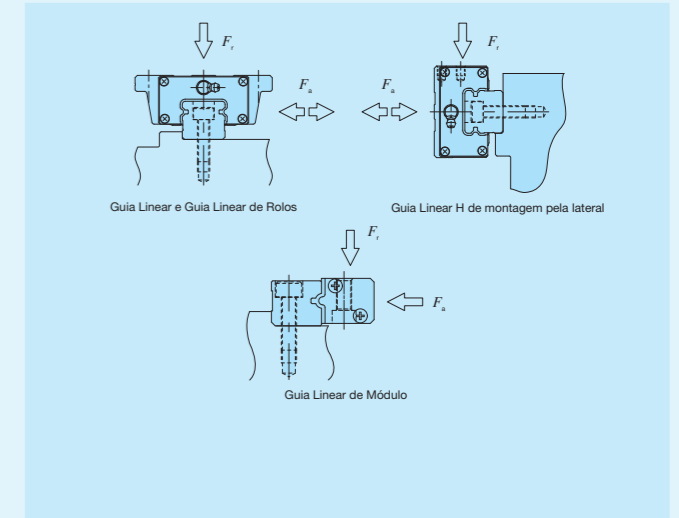 Fr
Fr
Fa
Fa
Guia Linear e Guia Linear de Rolos
Guia Linear H de montagem pela lateral
Fr
Fa
Guia Linear de Módulo